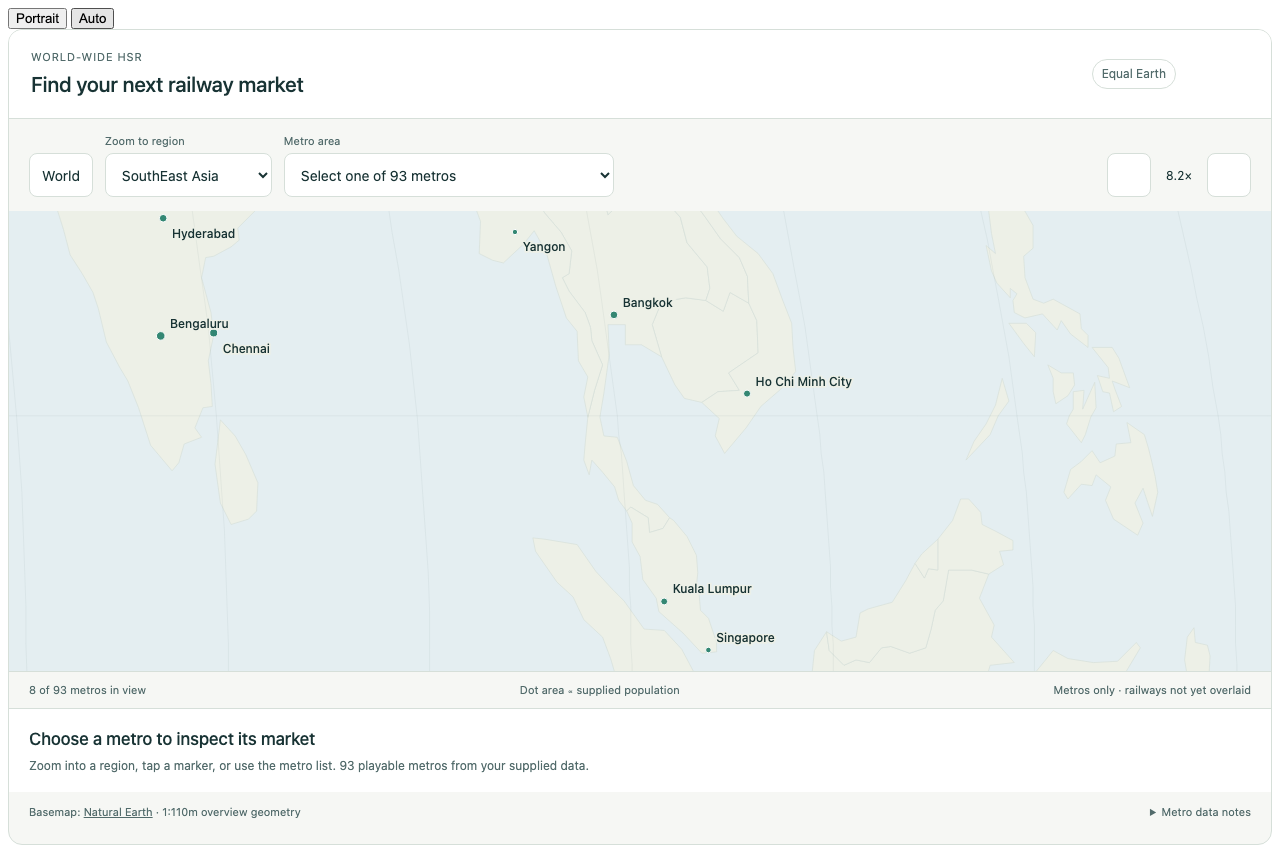 Portrait Auto
WORLD-WIDE HSR
Find your next railway market
Equal Earth
Zoom to region
Metro area
World
SouthEast Asia
Select one of 93 metros
8.2×
Hyderabad
Yangon
Bangkok
Bengaluru
Chennai
Ho Chi Minh City
Kuala Lumpur
Singapore
8 of 93 metros in view
Dot area ∝ supplied population
Metros only · railways not yet overlaid
Choose a metro to inspect its market
Zoom into a region, tap a marker, or use the metro list. 93 playable metros from your supplied data.
Basemap: Natural Earth · 1:110m overview geometry
▶ Metro data notes